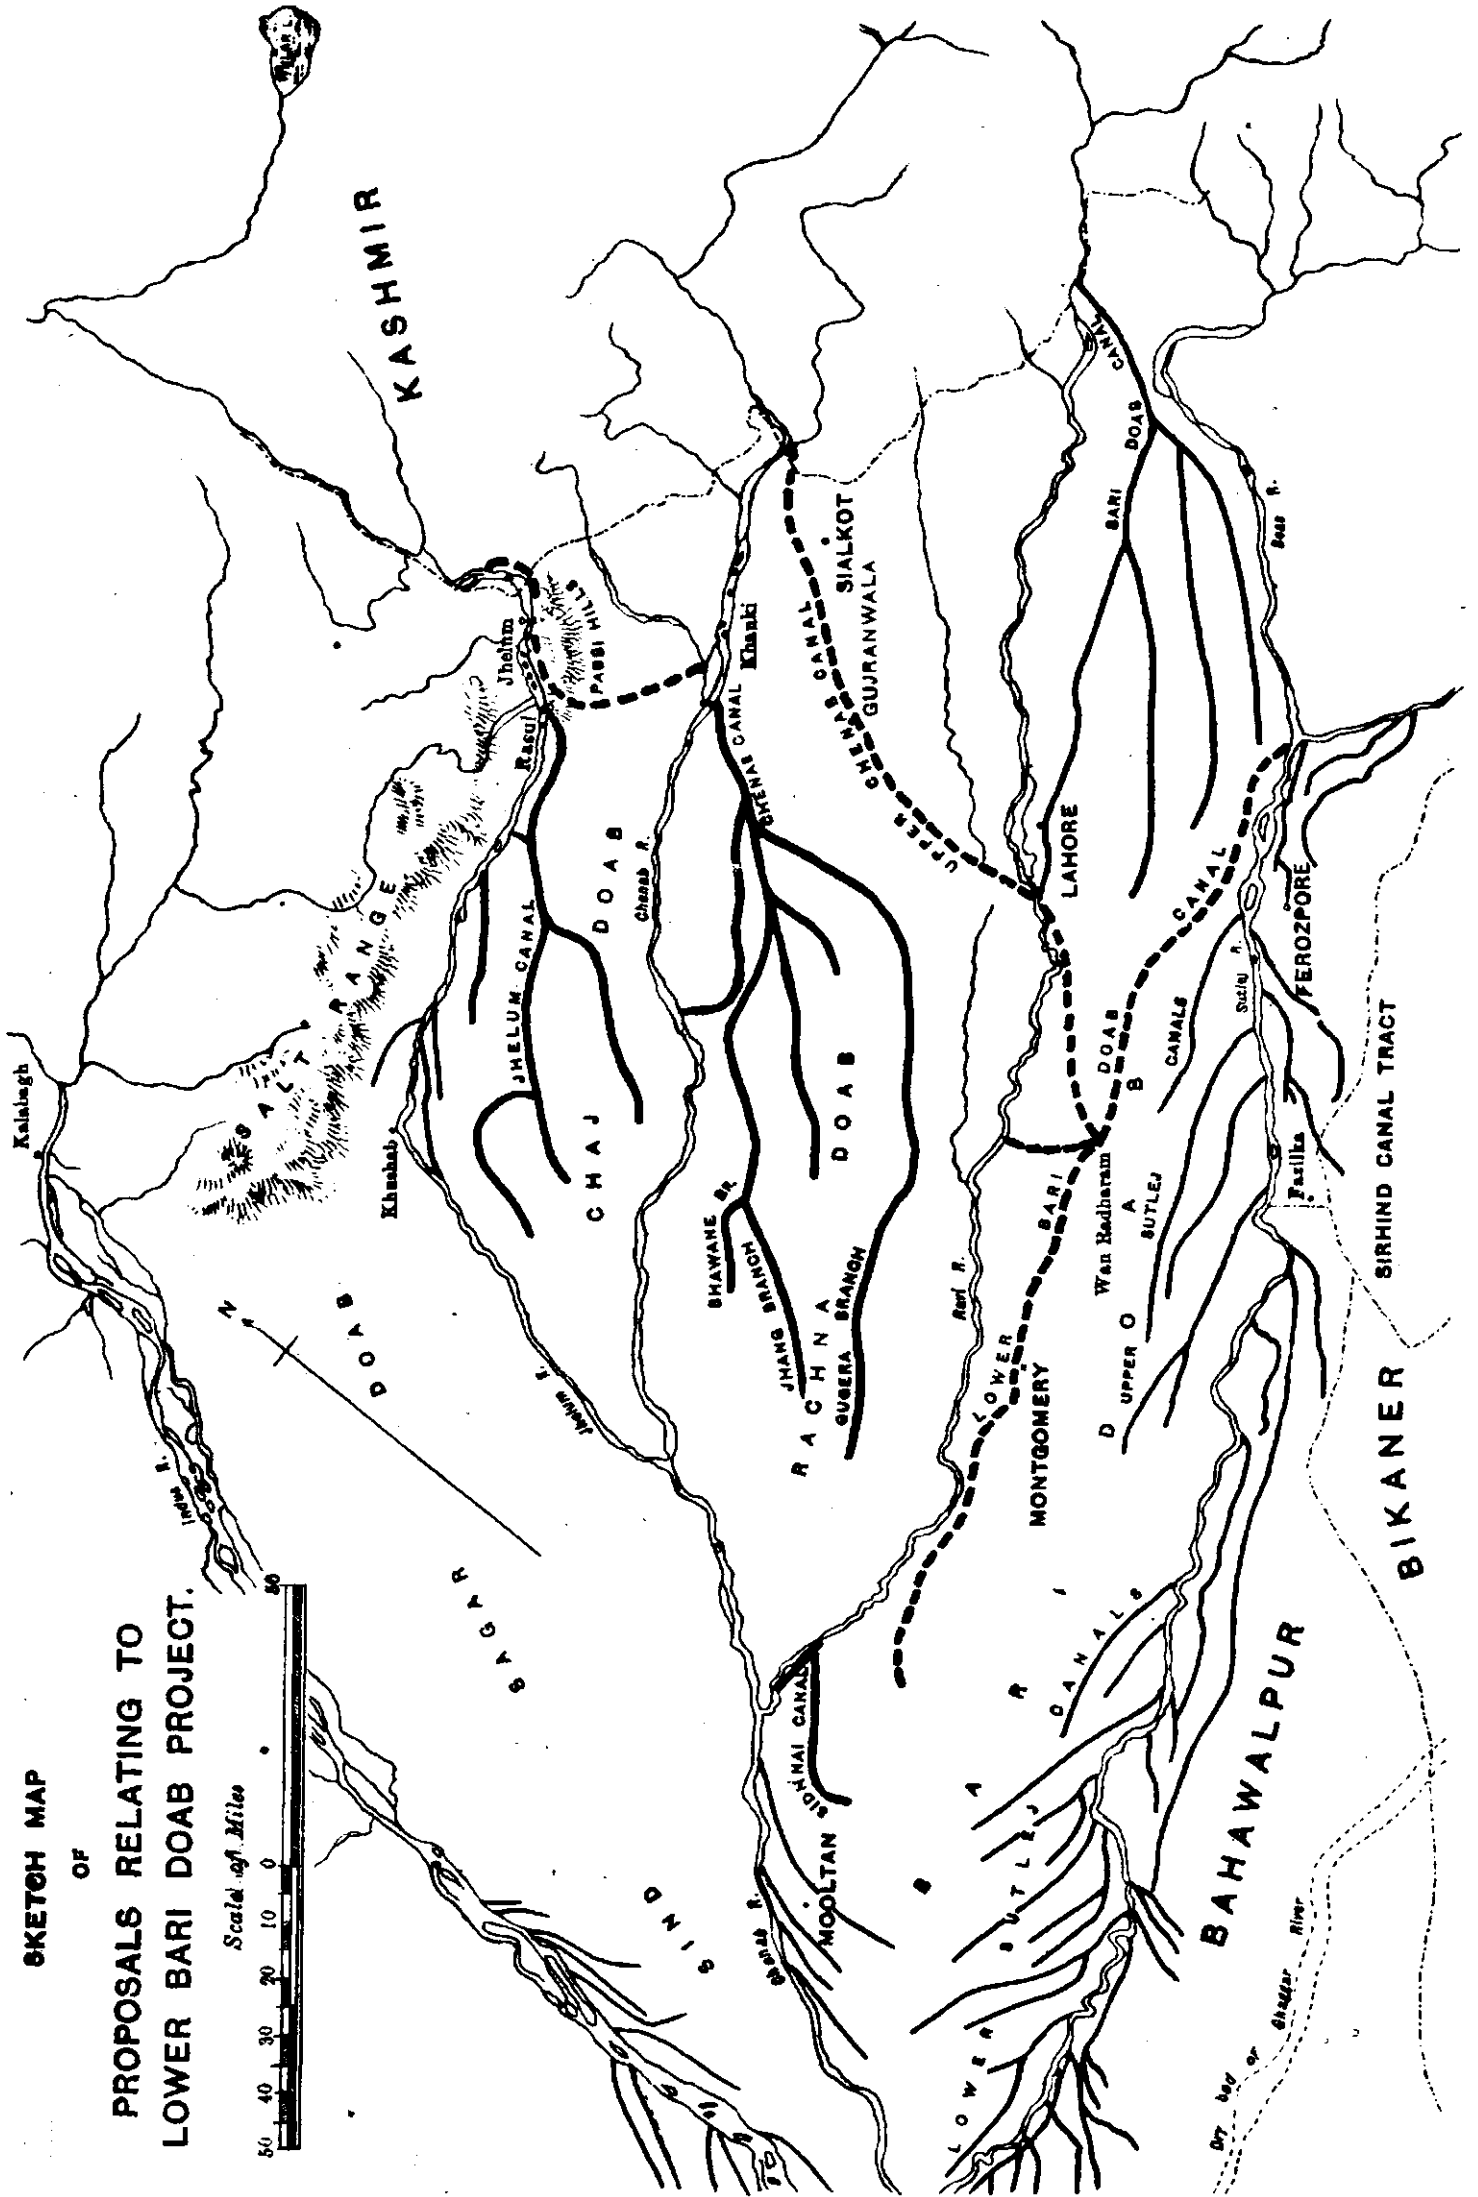 SKETCH MAP
OF
PROPOSALS RELATING TO
LOWER BARI DOAB PROJECT.
Scale of Miles
50 40 30 20 10 0 50
KASHMIR
Kalabagh
SALT RANGE
Indus R.
N
SIND SAGAR DOAB
Jhelum
Rasul
PABBI HILLS
Khushab
Jhelum R.
JHELUM CANAL
CHAJ DOAB
Chenab R.
Khanki
CHENAB CANAL
BHAWANE BR.
JHANG BRANCH
GUGERA BRANCH
RACHNA DOAB
UPPER CHENAB CANAL
SIALKOT
GUJRANWALA
LAHORE
Ravi R.
BARI DOAB CANAL
Beas R.
LOWER BARI DOAB CANAL
Wan Radharam
MONTGOMERY
SIDHNAI CANAL
MOOLTAN
Chenab R.
BARI DOAB
UPPER SUTLEJ CANALS
LOWER SUTLEJ CANALS
Sutlej R.
FEROZPORE
Fazilka
SIRHIND CANAL TRACT
BIKANER
BAHAWALPUR
Dry bed of Ghaggar River